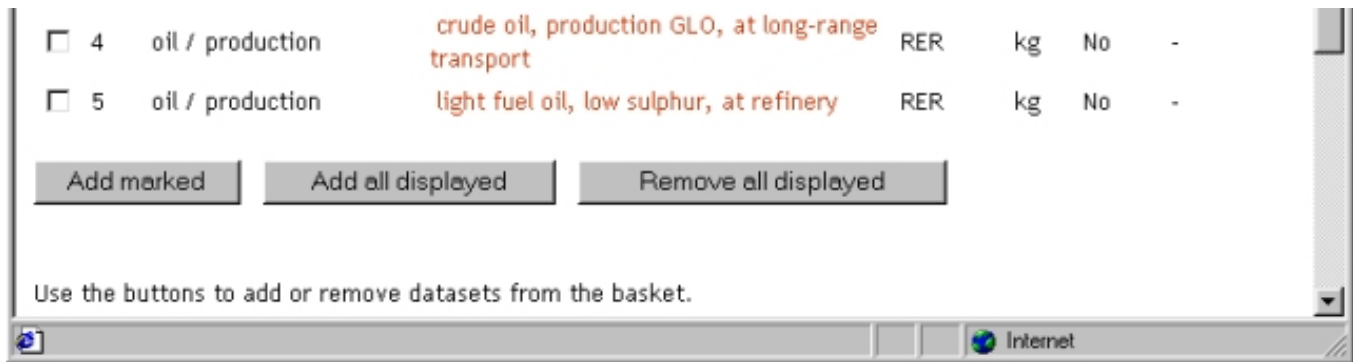 4 oil / production crude oil, production GLO, at long-range transport RER kg No -
5 oil / production light fuel oil, low sulphur, at refinery RER kg No -
Add marked Add all displayed Remove all displayed
Use the buttons to add or remove datasets from the basket.
Internet